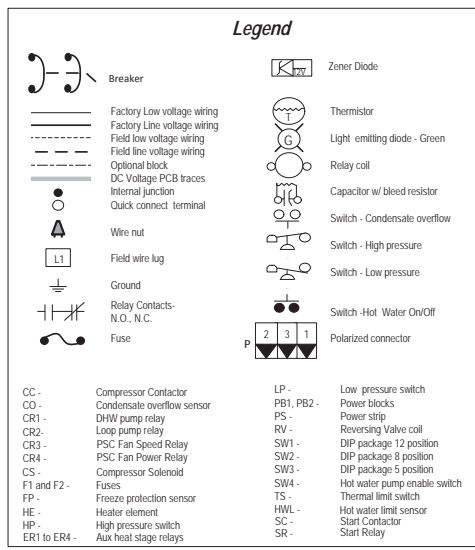 Legend
Breaker
Factory Low voltage wiring
Factory Line voltage wiring
Field low voltage wiring
Field line voltage wiring
Optional block
DC Voltage PCB traces
Internal junction
Quick connect terminal
Wire nut
L1 Field wire lug
Ground
Relay Contacts-
N.O., N.C.
Fuse
12V Zener Diode
T Thermistor
G Light emitting diode - Green
Relay coil
Capacitor w/ bleed resistor
Switch - Condensate overflow
Switch - High pressure
Switch - Low pressure
Switch -Hot Water On/Off
P 2 3 1 Polarized connector
CC - Compressor Contactor
CO - Condensate overflow sensor
CR1 - DHW pump relay
CR2- Loop pump relay
CR3 - PSC Fan Speed Relay
CR4 - PSC Fan Power Relay
CS - Compressor Solenoid
F1 and F2 - Fuses
FP - Freeze protection sensor
HE - Heater element
HP - High pressure switch
ER1 to ER4 - Aux heat stage relays
LP - Low pressure switch
PB1, PB2 - Power blocks
PS - Power strip
RV - Reversing Valve coil
SW1 - DIP package 12 position
SW2 - DIP package 8 position
SW3 - DIP package 5 position
SW4 - Hot water pump enable switch
TS - Thermal limit switch
HWL - Hot water limit sensor
SC - Start Contactor
SR - Start Relay